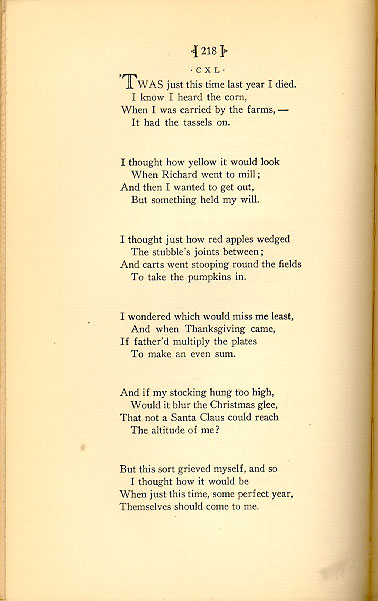 218
·CXL·
'TWAS just this time last year I died.
I know I heard the corn,
When I was carried by the farms, —
It had the tassels on.
I thought how yellow it would look
When Richard went to mill;
And then I wanted to get out,
But something held my will.
I thought just how red apples wedged
The stubble's joints between;
And carts went stooping round the fields
To take the pumpkins in.
I wondered which would miss me least,
And when Thanksgiving came,
If father'd multiply the plates
To make an even sum.
And if my stocking hung too high,
Would it blur the Christmas glee,
That not a Santa Claus could reach
The altitude of me?
But this sort grieved myself, and so
I thought how it would be
When just this time, some perfect year,
Themselves should come to me.